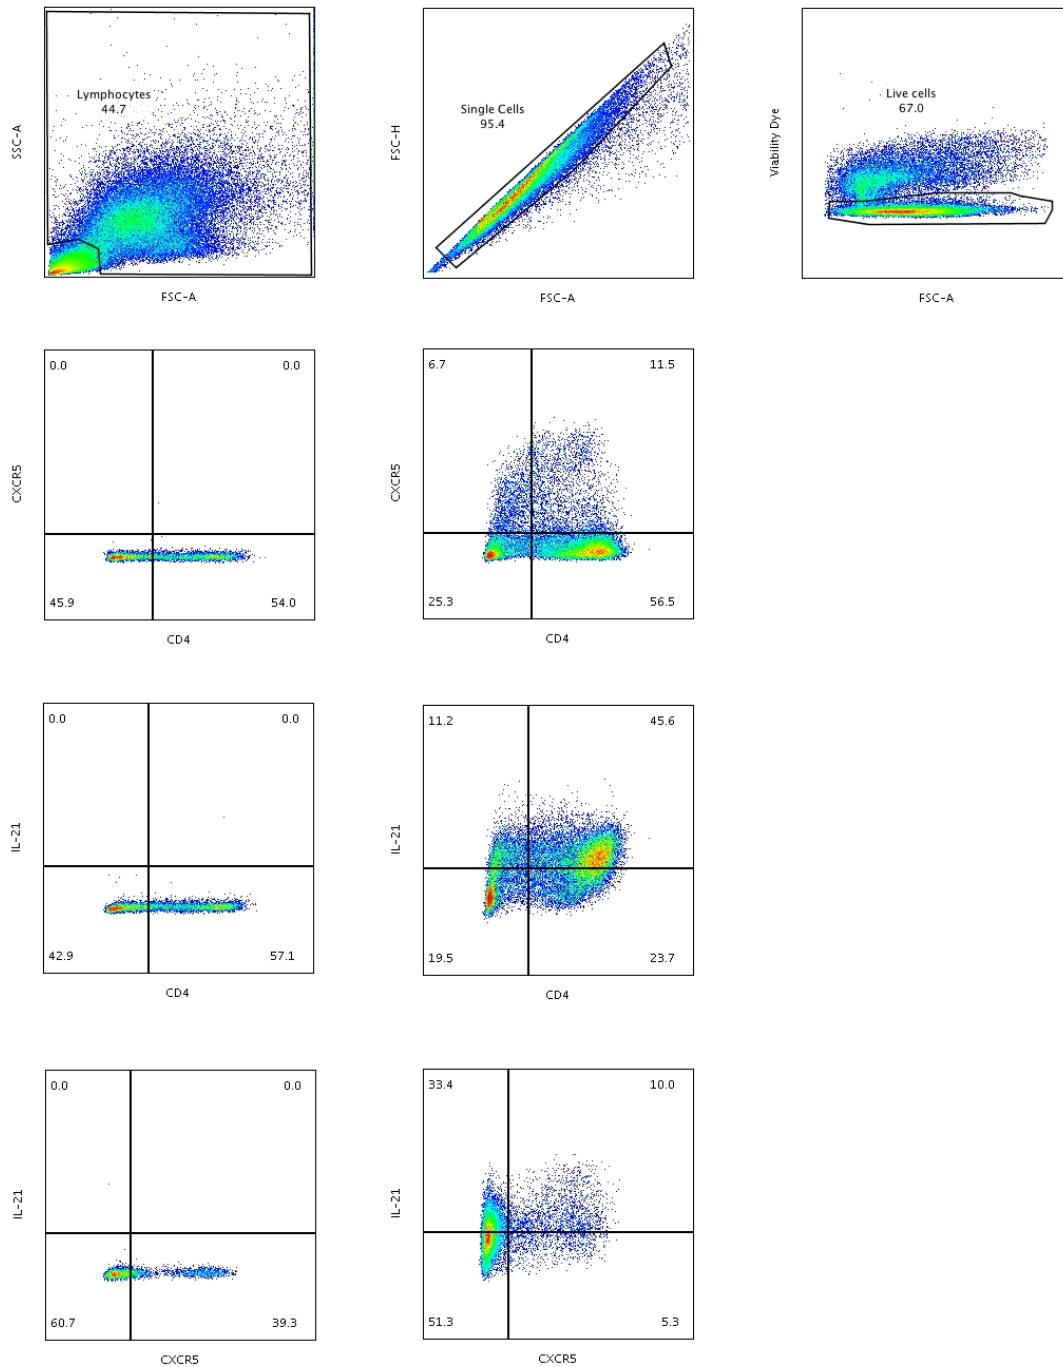 Lymphocytes
44.7
SSC-A
FSC-A
Single Cells
95.4
FSC-H
FSC-A
Live cells
67.0
Viability Dye
FSC-A
0.0
0.0
CXCR5
45.9
54.0
CD4
6.7
11.5
CXCR5
25.3
56.5
CD4
0.0
0.0
IL-21
42.9
57.1
CD4
11.2
45.6
IL-21
19.5
23.7
CD4
0.0
0.0
IL-21
60.7
39.3
CXCR5
33.4
10.0
IL-21
51.3
5.3
CXCR5